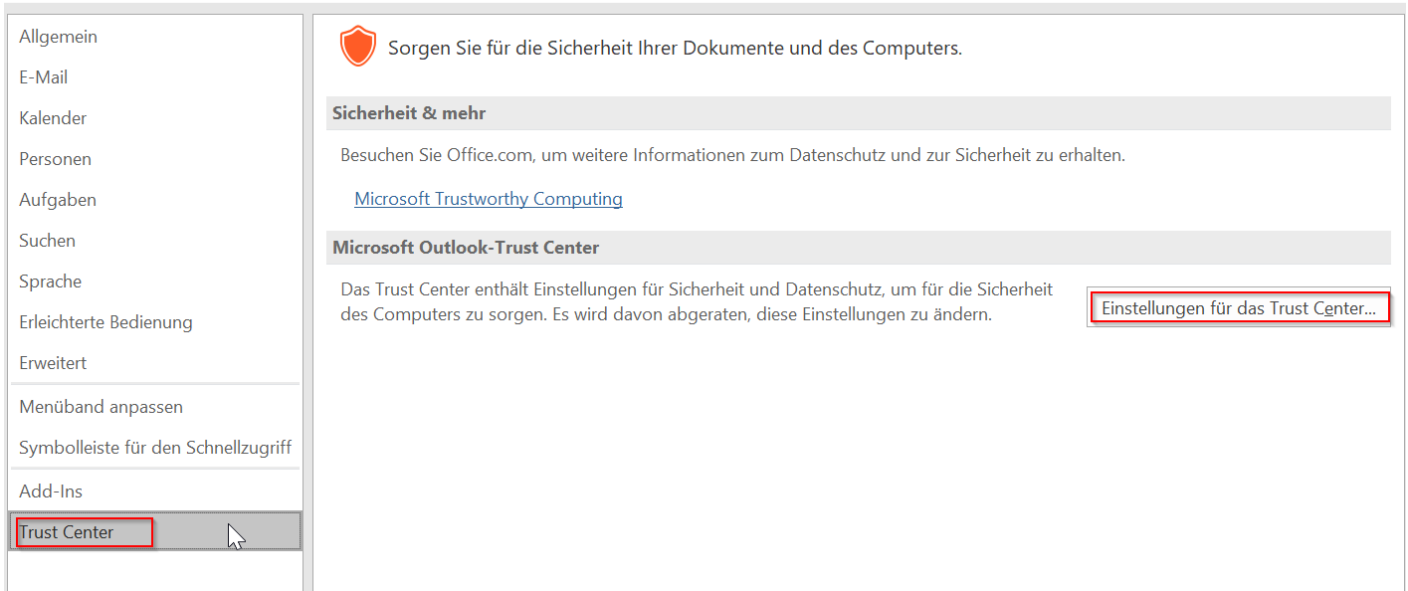 Allgemein
E-Mail
Kalender
Personen
Aufgaben
Suchen
Sprache
Erleichterte Bedienung
Erweitert
Menüband anpassen
Symbolleiste für den Schnellzugriff
Add-Ins
Trust Center
Sorgen Sie für die Sicherheit Ihrer Dokumente und des Computers.
Sicherheit & mehr
Besuchen Sie Office.com, um weitere Informationen zum Datenschutz und zur Sicherheit zu erhalten.
Microsoft Trustworthy Computing
Microsoft Outlook-Trust Center
Das Trust Center enthält Einstellungen für Sicherheit und Datenschutz, um für die Sicherheit
des Computers zu sorgen. Es wird davon abgeraten, diese Einstellungen zu ändern.
Einstellungen für das Trust Center...